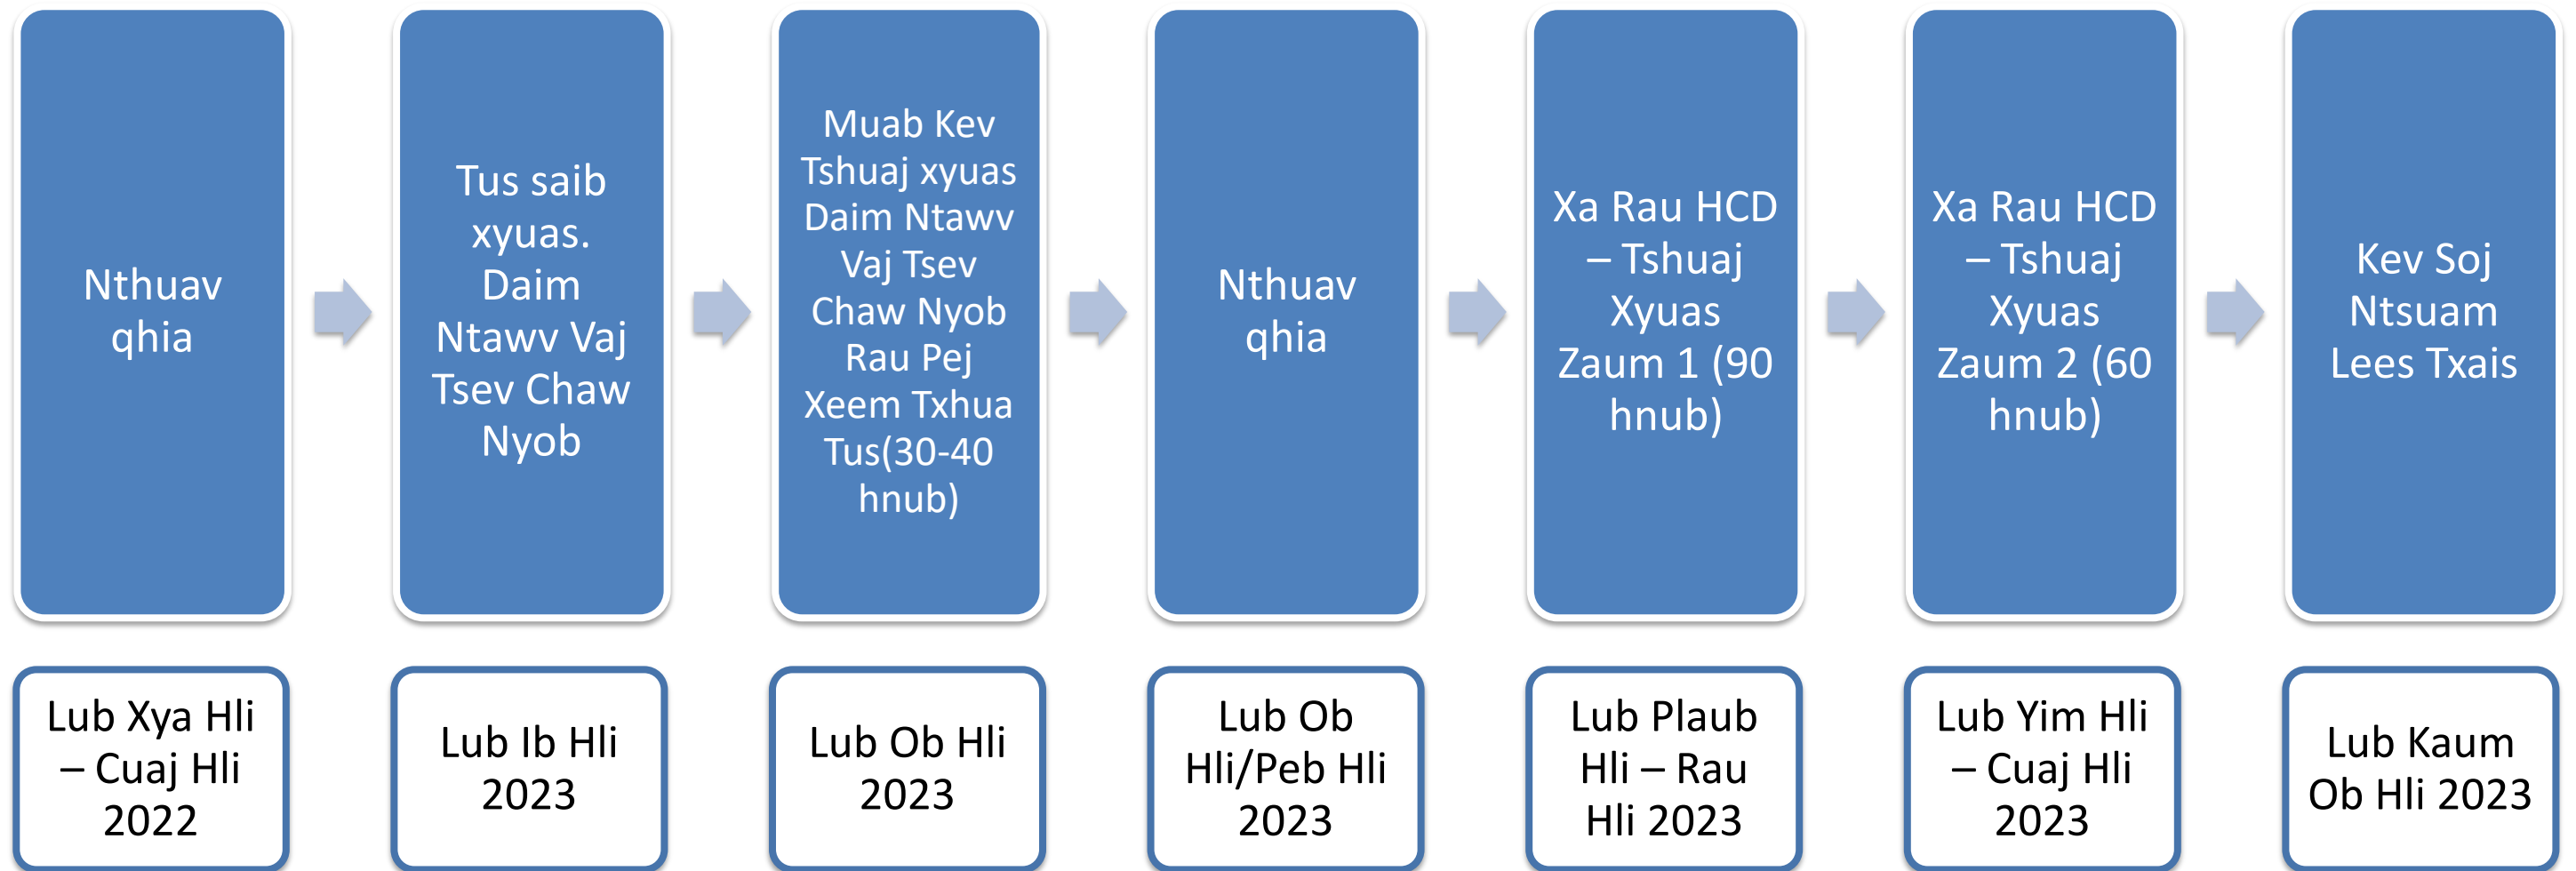 Nthuav
qhia
Tus saib
xyuas.
Daim
Ntawv Vaj
Tsev Chaw
Nyob
Muab Kev
Tshuaj xyuas
Daim Ntawv
Vaj Tsev
Chaw Nyob
Rau Pej
Xeem Txhua
Tus(30-40
hnub)
Nthuav
qhia
Xa Rau HCD
– Tshuaj
Xyuas
Zaum 1 (90
hnub)
Xa Rau HCD
– Tshuaj
Xyuas
Zaum 2 (60
hnub)
Kev Soj
Ntsuam
Lees Txais
Lub Xya Hli
– Cuaj Hli
2022
Lub Ib Hli
2023
Lub Ob Hli
2023
Lub Ob
Hli/Peb Hli
2023
Lub Plaub
Hli – Rau
Hli 2023
Lub Yim Hli
– Cuaj Hli
2023
Lub Kaum
Ob Hli 2023